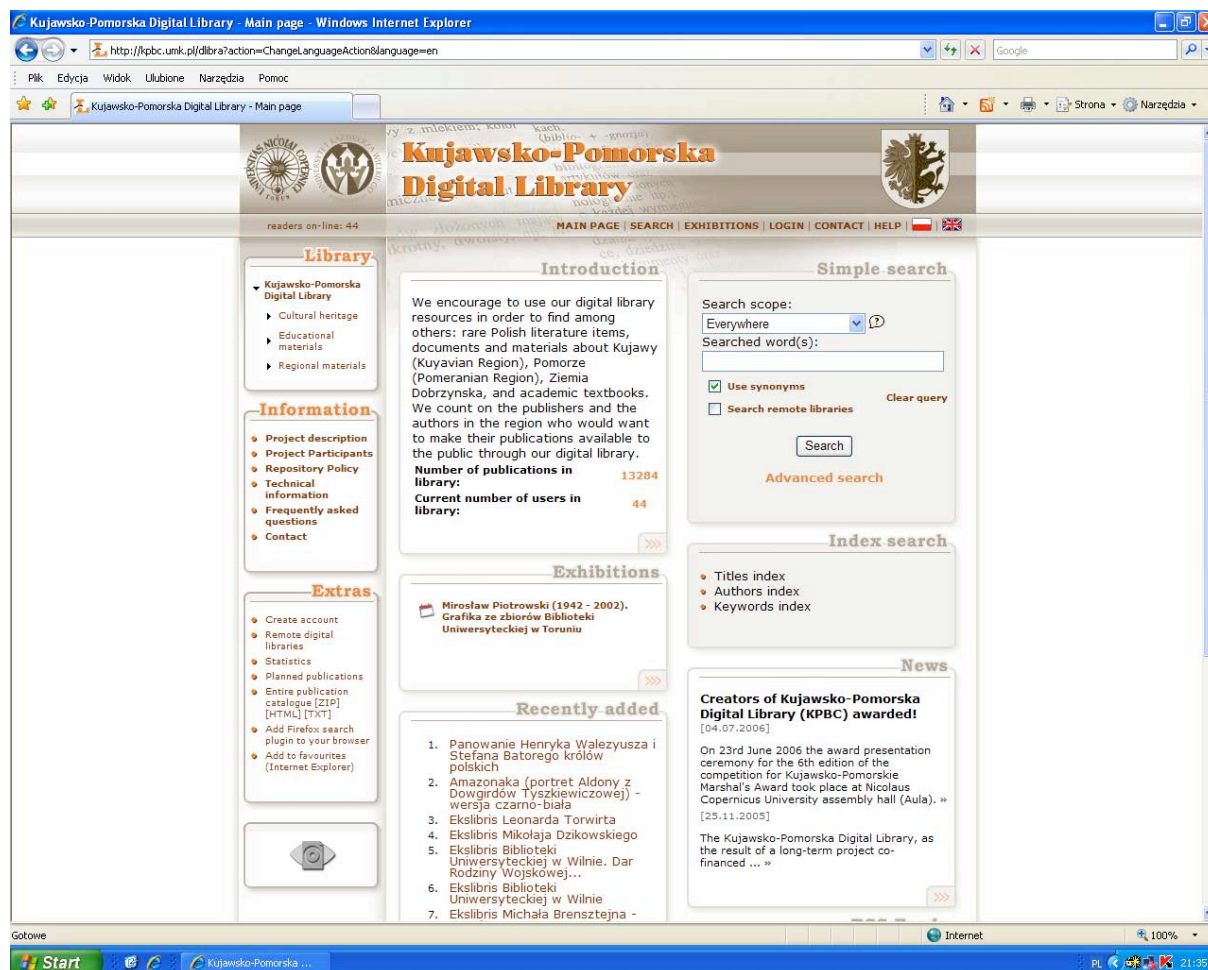 Kujawsko-Pomorska Digital Library - Main page - Windows Internet Explorer
http://kpbc.umk.pl/dlibra?action=ChangeLanguageAction&language=en
Google
Plik Edycja Widok Ulubione Narzędzia Pomoc
Kujawsko-Pomorska Digital Library - Main page
Strona
Narzędzia
Kujawsko-Pomorska
Digital Library
readers on-line: 44
MAIN PAGE | SEARCH | EXHIBITIONS | LOGIN | CONTACT | HELP |
Library
Kujawsko-Pomorska
Digital Library
Cultural heritage
Educational
materials
Regional materials
Information
Project description
Project Participants
Repository Policy
Technical
information
Frequently asked
questions
Contact
Extras
Create account
Remote digital
libraries
Statistics
Planned publications
Entire publication
catalogue [ZIP]
[HTML] [TXT]
Add Firefox search
plugin to your browser
Add to favourites
(Internet Explorer)
Introduction
We encourage to use our digital library
resources in order to find among
others: rare Polish literature items,
documents and materials about Kujawy
(Kuyavian Region), Pomorze
(Pomeranian Region), Ziemia
Dobrzynska, and academic textbooks.
We count on the publishers and the
authors in the region who would want
to make their publications available to
the public through our digital library.
Number of publications in
library: 13284
Current number of users in
library: 44
Exhibitions
Mirosław Piotrowski (1942 - 2002).
Grafika ze zbiorów Biblioteki
Uniwersyteckiej w Toruniu
Recently added
1. Panowanie Henryka Walezyusza i
Stefana Batorego królów
polskich
2. Amazonaka (portret Aldony z
Dowgirdów Tyszkiewiczowej) -
wersja czarno-biała
3. Ekslibris Leonarda Torwirta
4. Ekslibris Mikołaja Dzikowskiego
5. Ekslibris Biblioteki
Uniwersyteckiej w Wilnie. Dar
Rodziny Wojskowej...
6. Ekslibris Biblioteki
Uniwersyteckiej w Wilnie
7. Ekslibris Michała Brensztejna -
Simple search
Search scope:
Everywhere
Searched word(s):
Use synonyms
Clear query
Search remote libraries
Search
Advanced search
Index search
Titles index
Authors index
Keywords index
News
Creators of Kujawsko-Pomorska
Digital Library (KPBC) awarded!
[04.07.2006]
On 23rd June 2006 the award presentation
ceremony for the 6th edition of the
competition for Kujawsko-Pomorskie
Marshal's Award took place at Nicolaus
Copernicus University assembly hall (Aula). »
[25.11.2005]
The Kujawsko-Pomorska Digital Library, as
the result of a long-term project co-
financed ... »
Gotowe
Internet
100%
Start
Kujawsko-Pomorska ...
PL
21:35